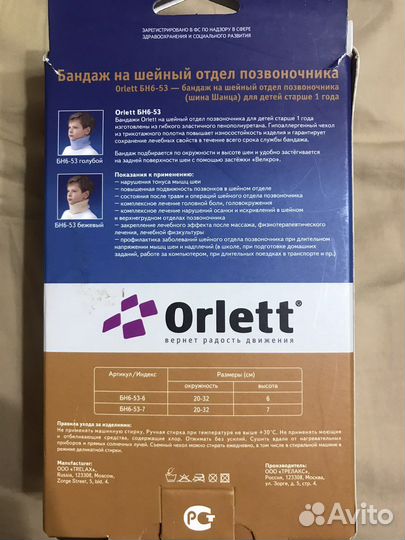 ЗАРЕГИСТРИРОВАНО В ФС ПО НАДЗОРУ В СФЕРЕ
ЗДРАВООХРАНЕНИЯ И СОЦИАЛЬНОГО РАЗВИТИЯ
Бандаж на шейный отдел позвоночника
Orlett БН6-53 — бандаж на шейный отдел позвоночника
(шина Шанца) для детей старше 1 года
Orlett БН6-53
Бандажи Orlett на шейный отдел позвоночника для детей старше 1 года
изготовлены из гибкого эластичного пенополиуретана. Гипоаллергенный чехол
из трикотажного полотна повышает износостойкость изделия и гарантирует
сохранение лечебных свойств в течение всего срока службы бандажа.
БН6-53 голубой
Бандаж подбирается по окружности и высоте шеи и удобно застёгивается
на задней поверхности шеи с помощью застёжки «Велкро».
Показания к применению:
– нарушения тонуса мышц шеи
– повышенная подвижность позвонков в шейном отделе
– состояния после травм и операций шейного отдела позвоночника
– комплексное лечение головной боли, головокружения
– комплексное лечение нарушений осанки и искривлений в шейном
и верхнегрудном отделах позвоночника
БН6-53 бежевый
– закрепление лечебного эффекта после массажа, физиотерапевтического
лечения, лечебной физкультуры
– профилактика заболеваний шейного отдела позвоночника при длительном
напряжении мышц шеи и надплечий (в школе, при подготовке домашних
заданий, работе за компьютером, при длительных поездках в транспорте и пр.)
Orlett®
вернет радость движения
Артикул/Индекс Размеры (см)
окружность высота
БН6-53-6 20-32 6
БН6-53-7 20-32 7
Правила ухода за изделием:
Не применять машинную стирку. Ручная стирка при температуре не выше +30°C. Не применять моющие
и отбеливающие средства, содержащие хлор. Отжимать без усилий. Сушить вдали от нагревательных
приборов и прямых солнечных лучей. Съемный чехол можно стирать ежедневно, в том числе в стиральной машине в
режиме деликатной стирки.
Manufacturer:
ООО «TRELAX»,
Russia, 123308, Moscow,
Zorge Street, 5, bld. 4.
Производитель:
ООО «ТРЕЛАКС»,
Россия, 123308, Москва,
ул. Зорге, д. 5, стр. 4.
РСТ
Avito